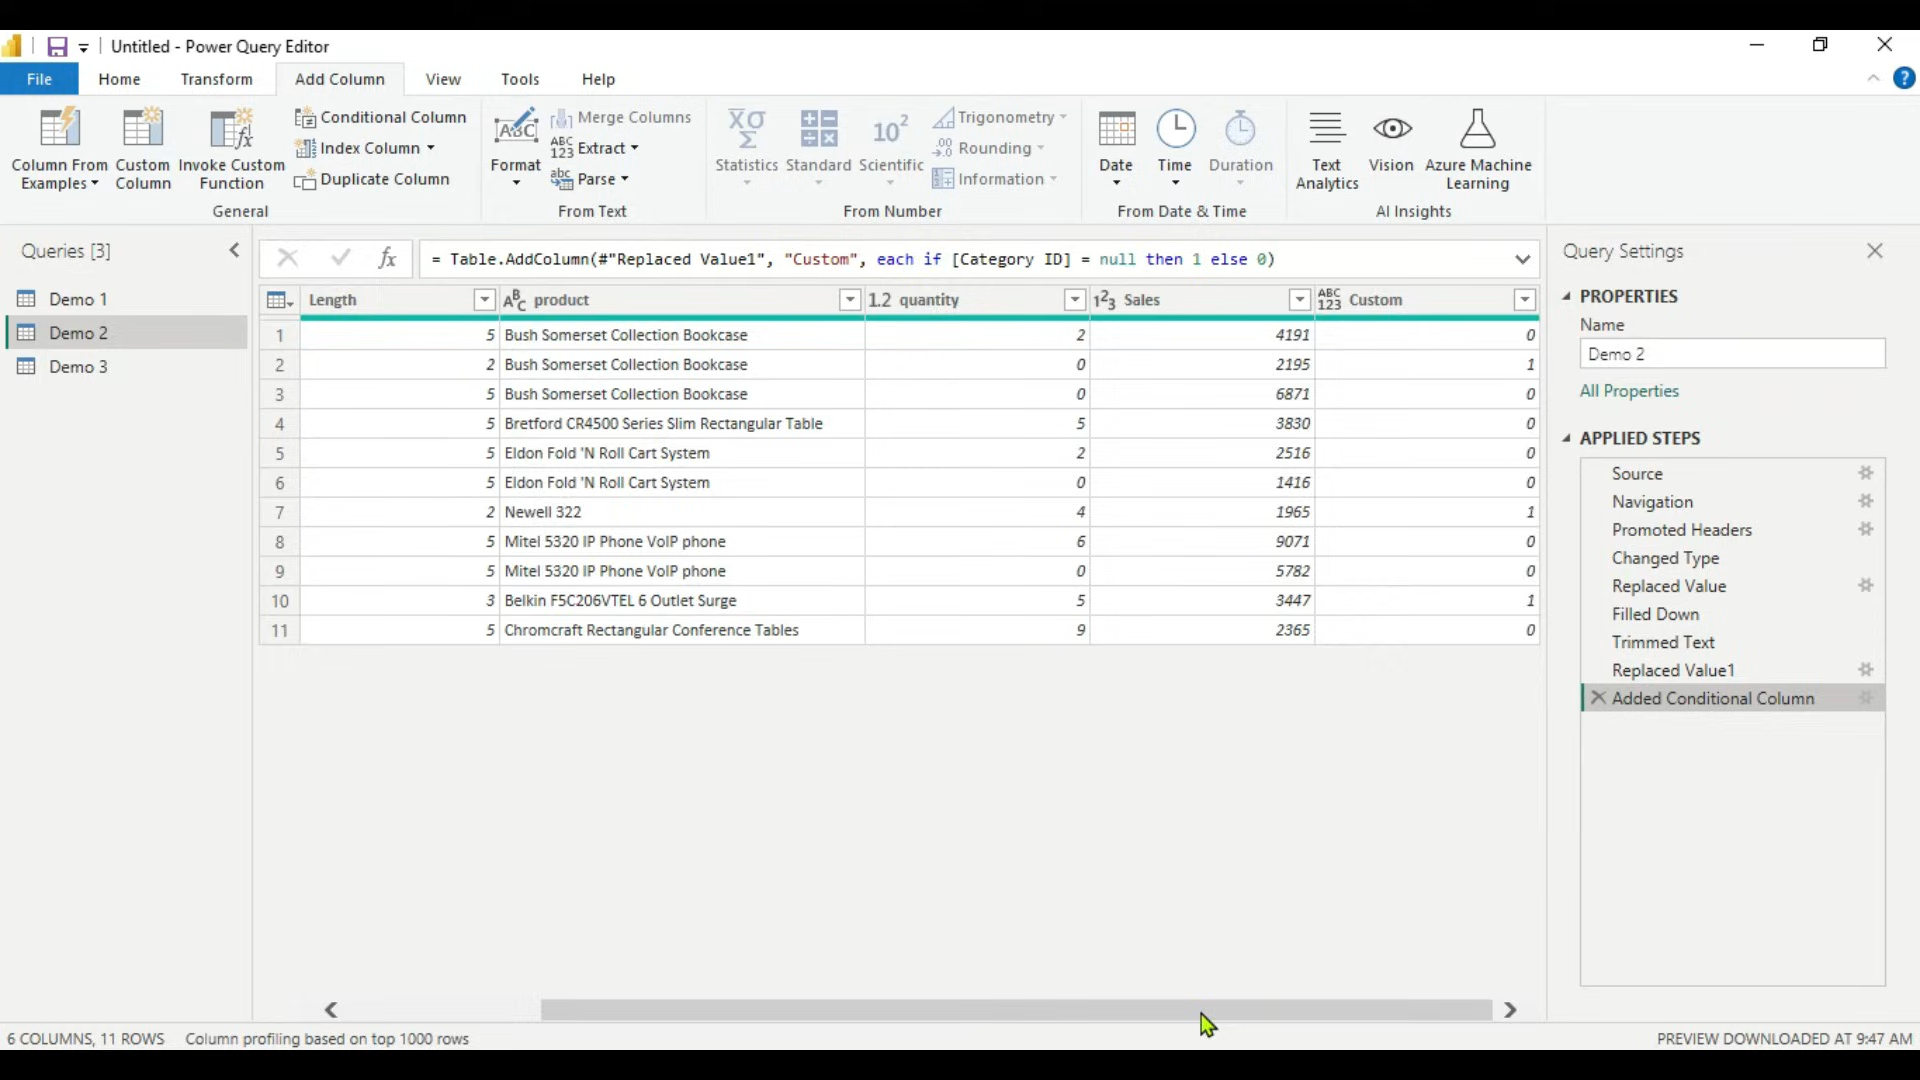 Untitled - Power Query Editor
File Home Transform Add Column View Tools Help
Column From Examples
Custom Column
Invoke Custom Function
Conditional Column
Index Column
Duplicate Column
General
Format
Merge Columns
Extract
Parse
From Text
Statistics
Standard
Scientific
Trigonometry
Rounding
Information
From Number
Date
Time
Duration
From Date & Time
Text Analytics
Vision
Azure Machine Learning
AI Insights
Queries [3]
Demo 1
Demo 2
Demo 3
= Table.AddColumn(#"Replaced Value1", "Custom", each if [Category ID] = null then 1 else 0)
Length ABC product 1.2 quantity 123 Sales ABC 123 Custom
1 5 Bush Somerset Collection Bookcase 2 4191 0
2 2 Bush Somerset Collection Bookcase 0 2195 1
3 5 Bush Somerset Collection Bookcase 0 6871 0
4 5 Bretford CR4500 Series Slim Rectangular Table 5 3830 0
5 5 Eldon Fold 'N Roll Cart System 2 2516 0
6 5 Eldon Fold 'N Roll Cart System 0 1416 0
7 2 Newell 322 4 1965 1
8 5 Mitel 5320 IP Phone VoIP phone 6 9071 0
9 5 Mitel 5320 IP Phone VoIP phone 0 5782 0
10 3 Belkin F5C206VTEL 6 Outlet Surge 5 3447 1
11 5 Chromcraft Rectangular Conference Tables 9 2365 0
Query Settings
PROPERTIES
Name
Demo 2
All Properties
APPLIED STEPS
Source
Navigation
Promoted Headers
Changed Type
Replaced Value
Filled Down
Trimmed Text
Replaced Value1
Added Conditional Column
6 COLUMNS, 11 ROWS Column profiling based on top 1000 rows
PREVIEW DOWNLOADED AT 9:47 AM